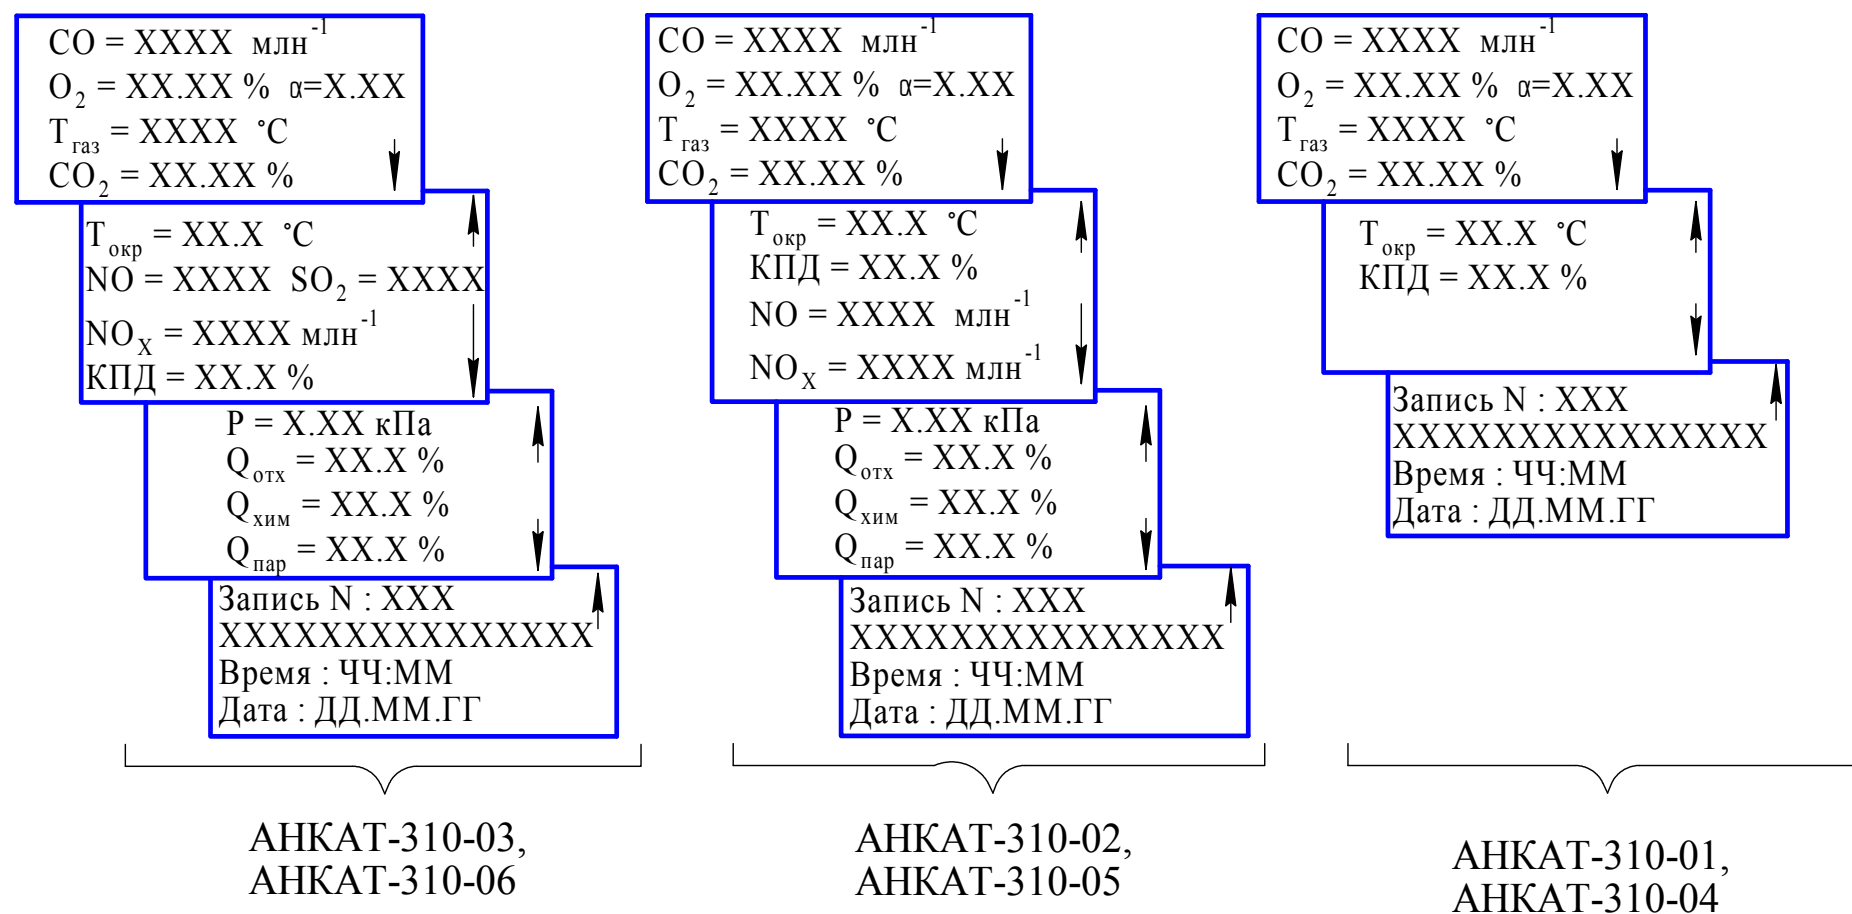 CO = XXXX млн⁻¹
O₂ = XX.XX % α=X.XX
Tгаз = XXXX °C
CO₂ = XX.XX %
Tокр = XX.X °C
NO = XXXX SO₂ = XXXX
NOX = XXXX млн⁻¹
КПД = XX.X %
P = X.XX кПа
Qотх = XX.X %
Qхим = XX.X %
Qпар = XX.X %
Запись N : XXX
XXXXXXXXXXXXXXX
Время : ЧЧ:ММ
Дата : ДД.ММ.ГГ
АНКАТ-310-03,
АНКАТ-310-06
CO = XXXX млн⁻¹
O₂ = XX.XX % α=X.XX
Tгаз = XXXX °C
CO₂ = XX.XX %
Tокр = XX.X °C
КПД = XX.X %
NO = XXXX млн⁻¹
NOX = XXXX млн⁻¹
P = X.XX кПа
Qотх = XX.X %
Qхим = XX.X %
Qпар = XX.X %
Запись N : XXX
XXXXXXXXXXXXXXX
Время : ЧЧ:ММ
Дата : ДД.ММ.ГГ
АНКАТ-310-02,
АНКАТ-310-05
CO = XXXX млн⁻¹
O₂ = XX.XX % α=X.XX
Tгаз = XXXX °C
CO₂ = XX.XX %
Tокр = XX.X °C
КПД = XX.X %
Запись N : XXX
XXXXXXXXXXXXXXX
Время : ЧЧ:ММ
Дата : ДД.ММ.ГГ
АНКАТ-310-01,
АНКАТ-310-04